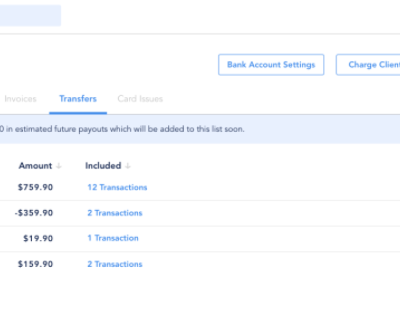 Bank Account Settings Charge Client
Invoices Transfers Card Issues
0 in estimated future payouts which will be added to this list soon.
Amount Included
$759.90 12 Transactions
-$359.90 2 Transactions
$19.90 1 Transaction
$159.90 2 Transactions